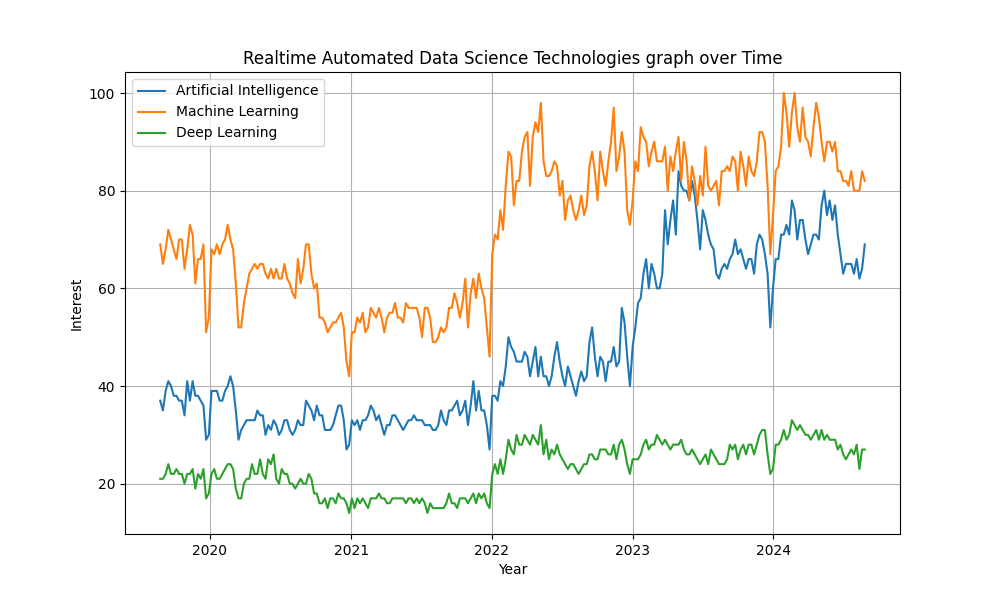 Realtime Automated Data Science Technologies graph over Time
Artificial Intelligence
Machine Learning
Deep Learning
100
80
60
40
20
Interest
2020 2021 2022 2023 2024
Year